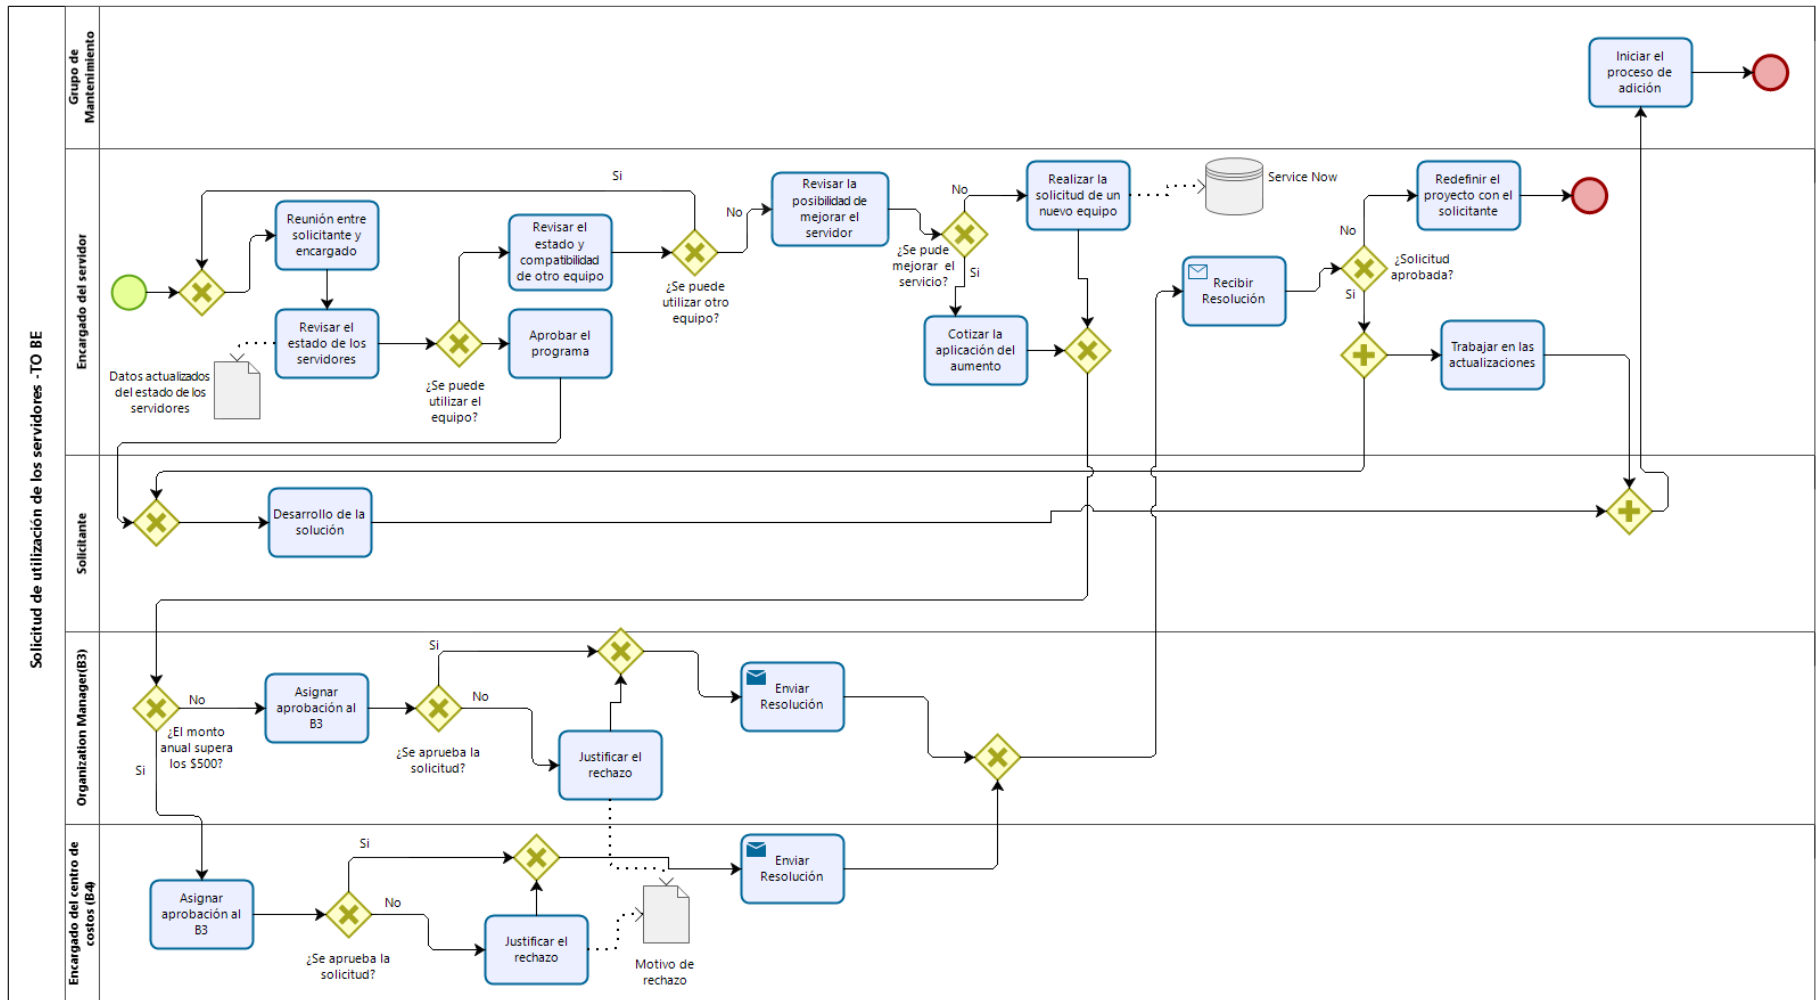 Solicitud de utilización de los servidores -TO BE
Grupo de
Mantenimiento
Iniciar el
proceso de
adición
Encargado del servidor
Si
Reunión entre
solicitante y
encargado
Revisar el
estado de los
servidores
Datos actualizados
del estado de los
servidores
¿Se puede
utilizar el
equipo?
Revisar el
estado y
compatibilidad
de otro equipo
Aprobar el
programa
¿Se puede
utilizar otro
equipo?
No
Revisar la
posibilidad de
mejorar el
servidor
¿Se pude
mejorar el
servicio?
No
Si
Realizar la
solicitud de un
nuevo equipo
Service Now
Cotizar la
aplicación del
aumento
Recibir
Resolución
¿Solicitud
aprobada?
No
Si
Redefinir el
proyecto con el
solicitante
Trabajar en las
actualizaciones
Solicitante
Desarrollo de la
solución
Organization Manager(B3)
¿El monto
anual supera
los $500?
No
Si
Asignar
aprobación al
B3
¿Se aprueba la
solicitud?
Si
No
Justificar el
rechazo
Enviar
Resolución
Encargado del centro de
costos (B4)
Asignar
aprobación al
B3
¿Se aprueba la
solicitud?
Si
No
Justificar el
rechazo
Motivo de
rechazo
Enviar
Resolución